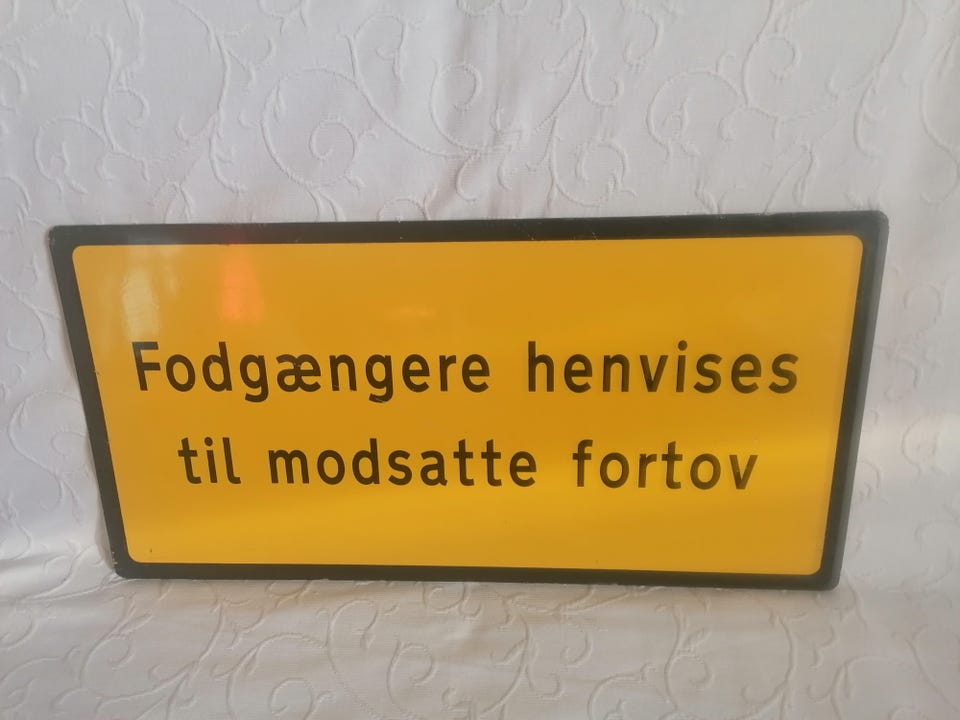 Fodgængere henvises
til modsatte fortov